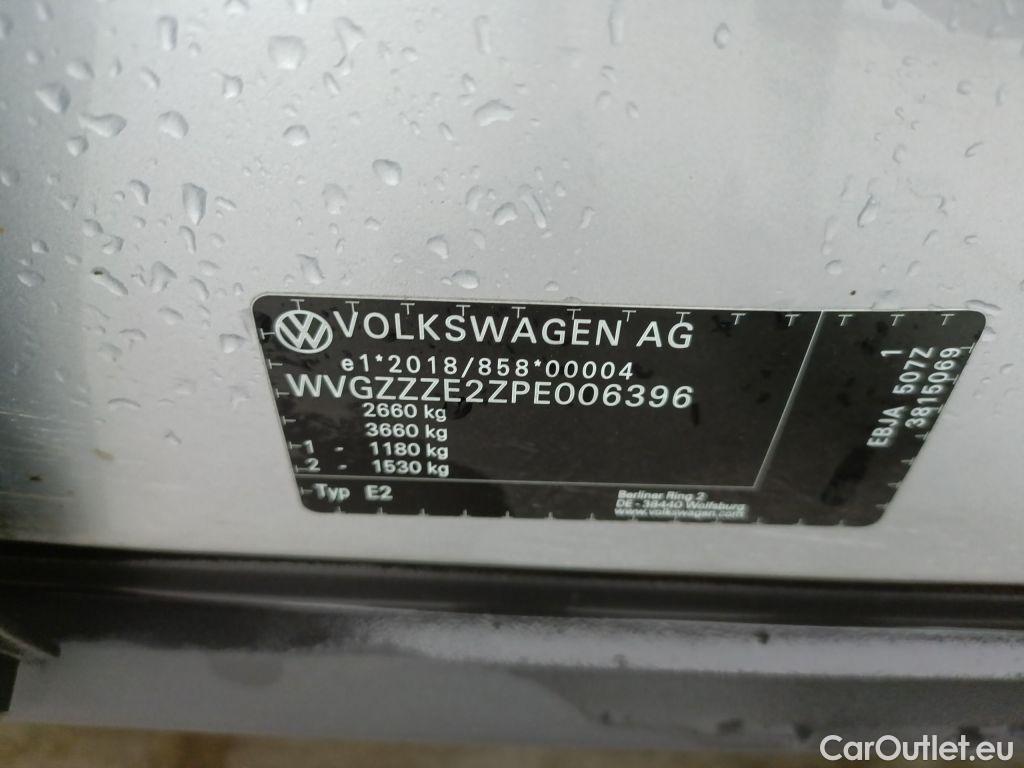 VOLKSWAGEN AG
e1*2018/858*00004
WVGZZZE2ZPE006396
2660 kg
3660 kg
1 - 1180 kg
2 - 1530 kg
Typ E2
Berliner Ring 2
DE - 38440 Wolfsburg
www.volkswagen.com
EBJA 507Z 1
3815069
CarOutlet.eu